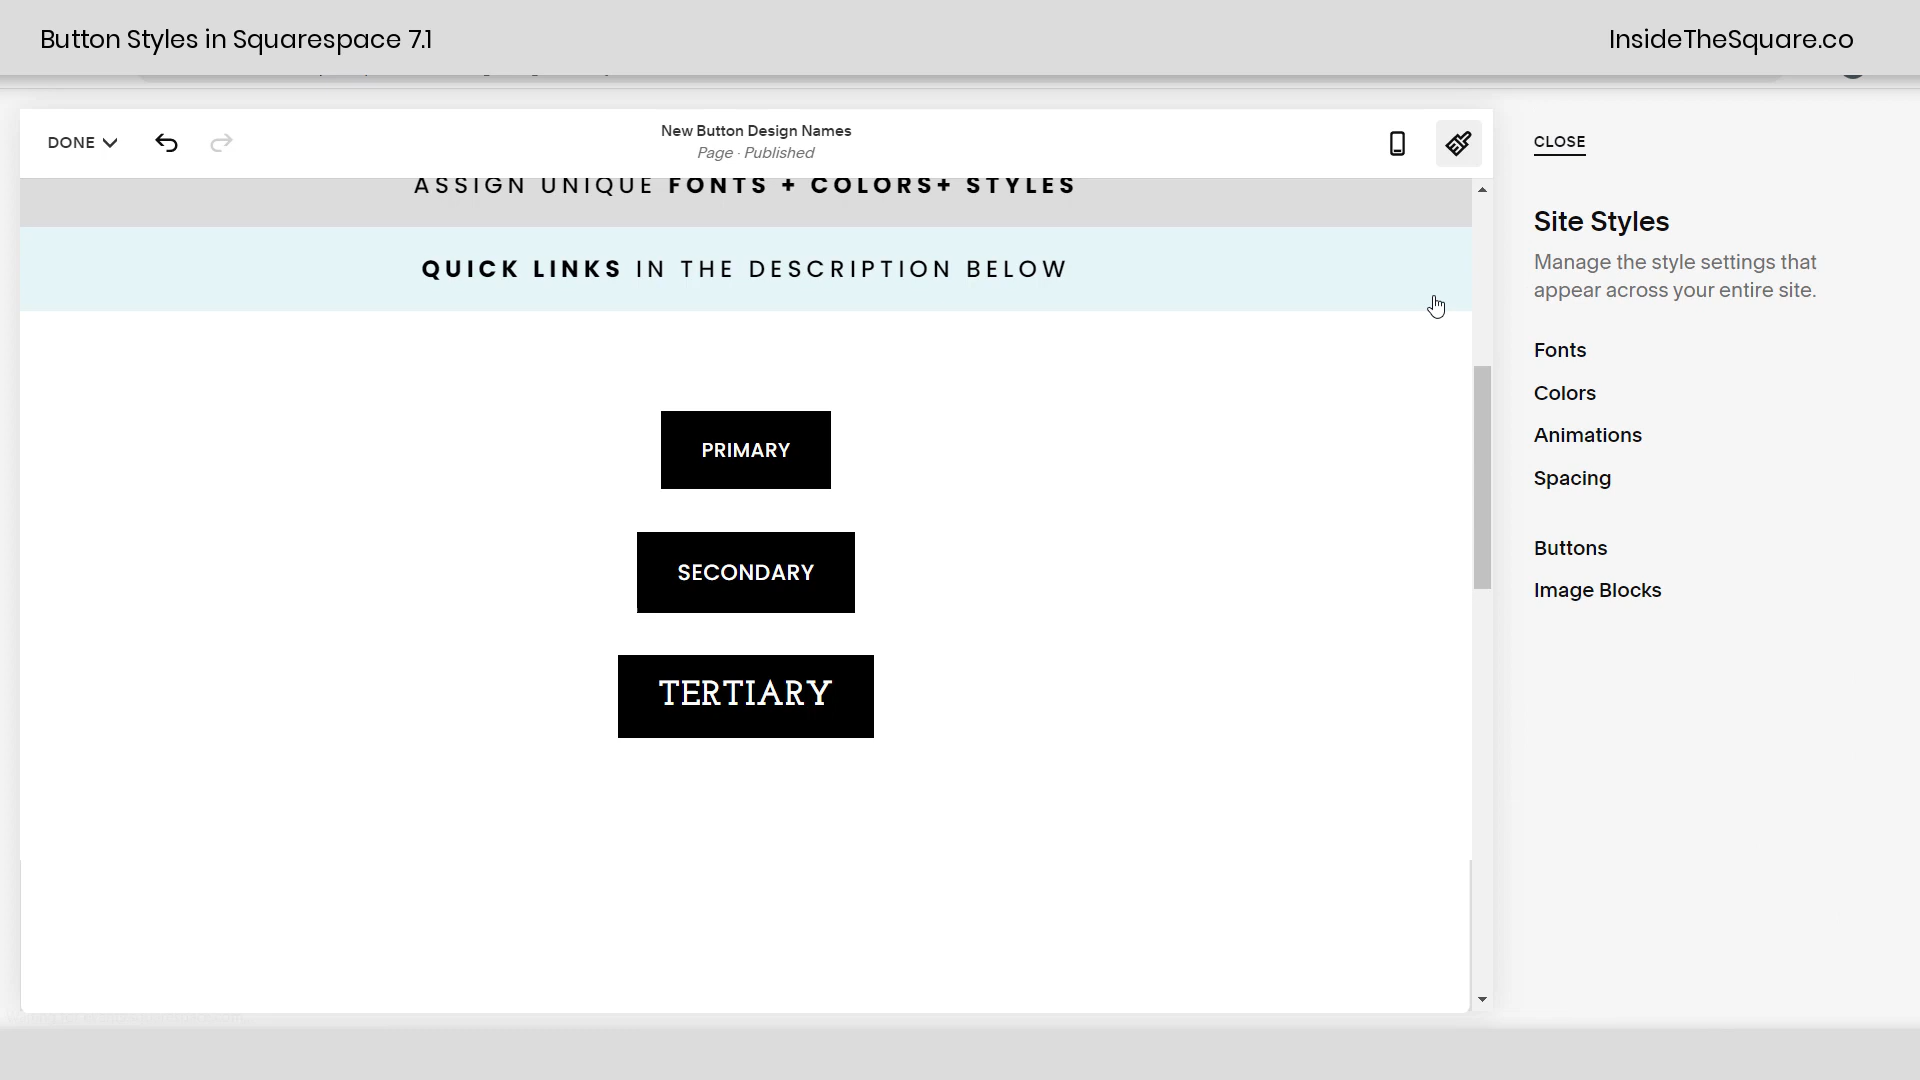 Button Styles in Squarespace 7.1
InsideTheSquare.co
DONE
New Button Design Names
Page · Published
CLOSE
ASSIGN UNIQUE FONTS + COLORS+ STYLES
QUICK LINKS IN THE DESCRIPTION BELOW
PRIMARY
SECONDARY
TERTIARY
Site Styles
Manage the style settings that
appear across your entire site.
Fonts
Colors
Animations
Spacing
Buttons
Image Blocks